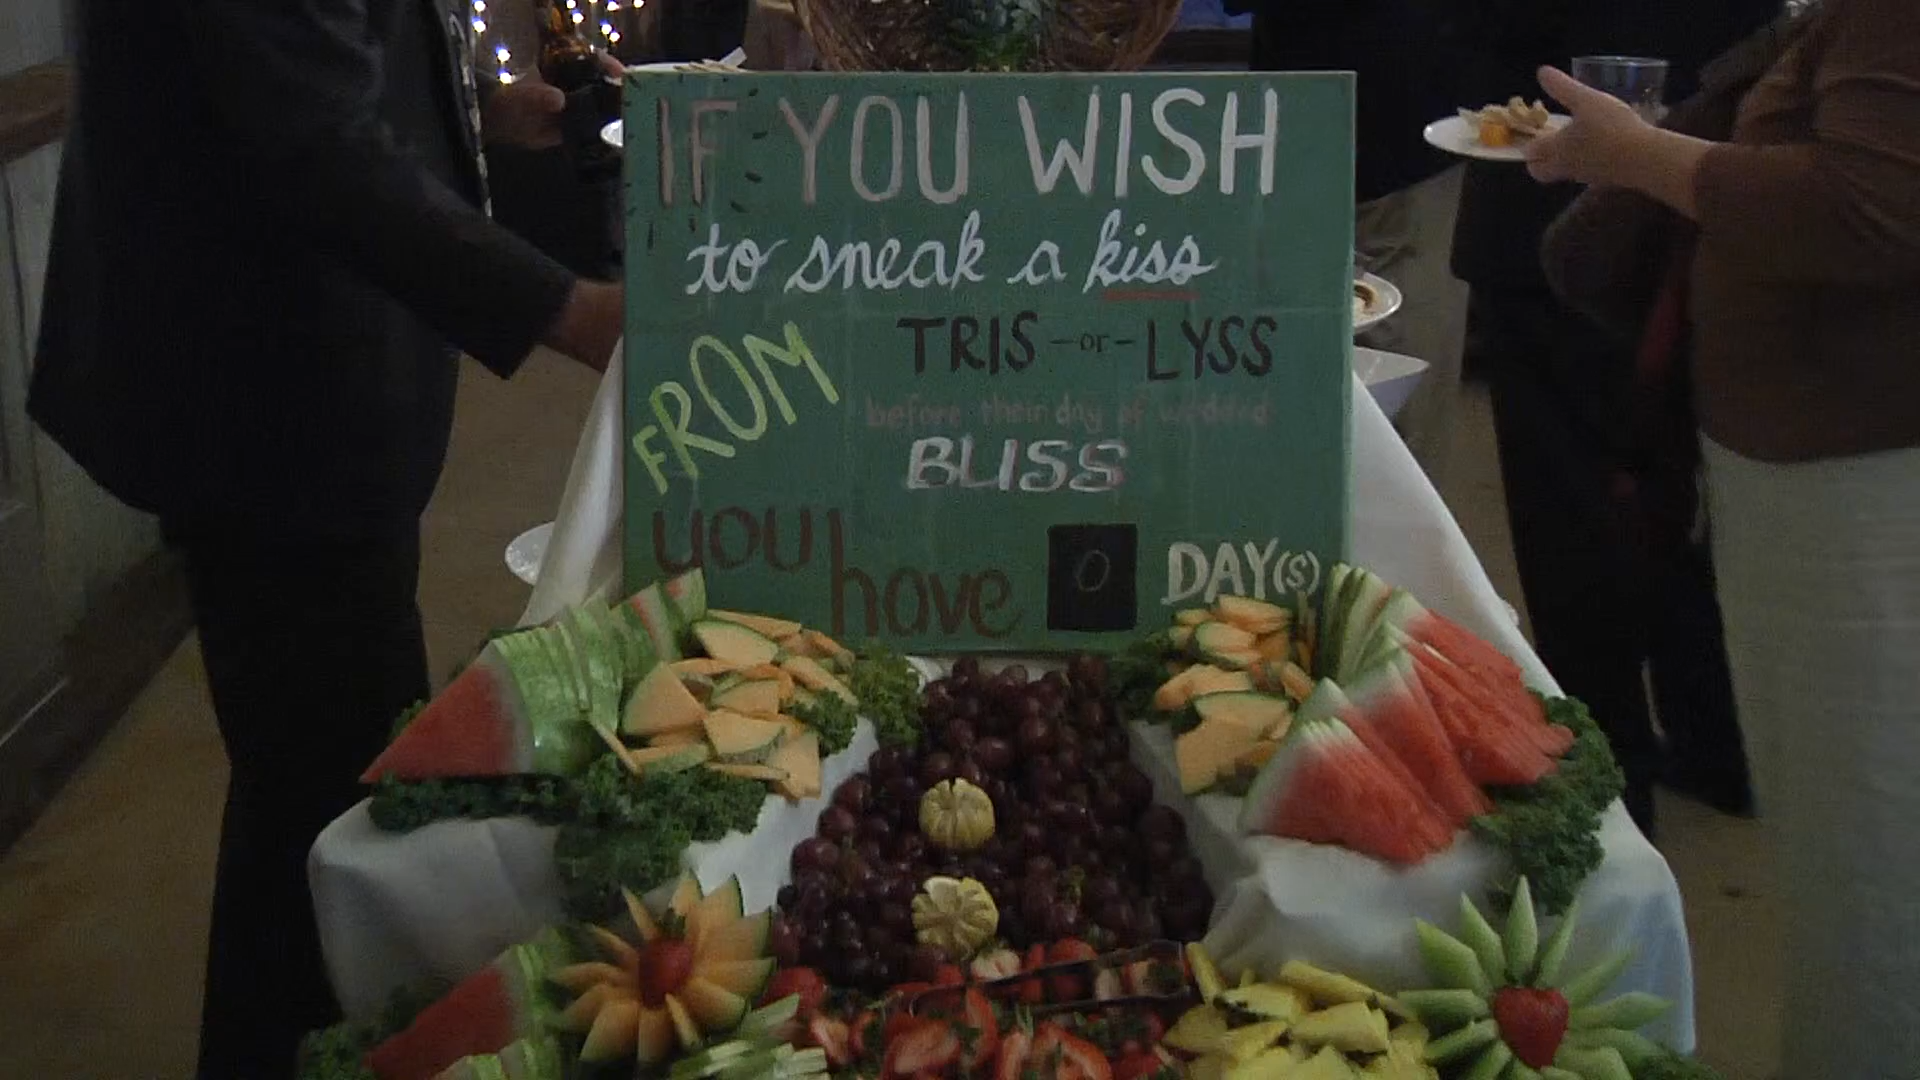 IF YOU WISH
to sneak a kiss
FROM TRIS -or- LYSS
before their day of wedded
BLISS
you have 0 DAY(S)